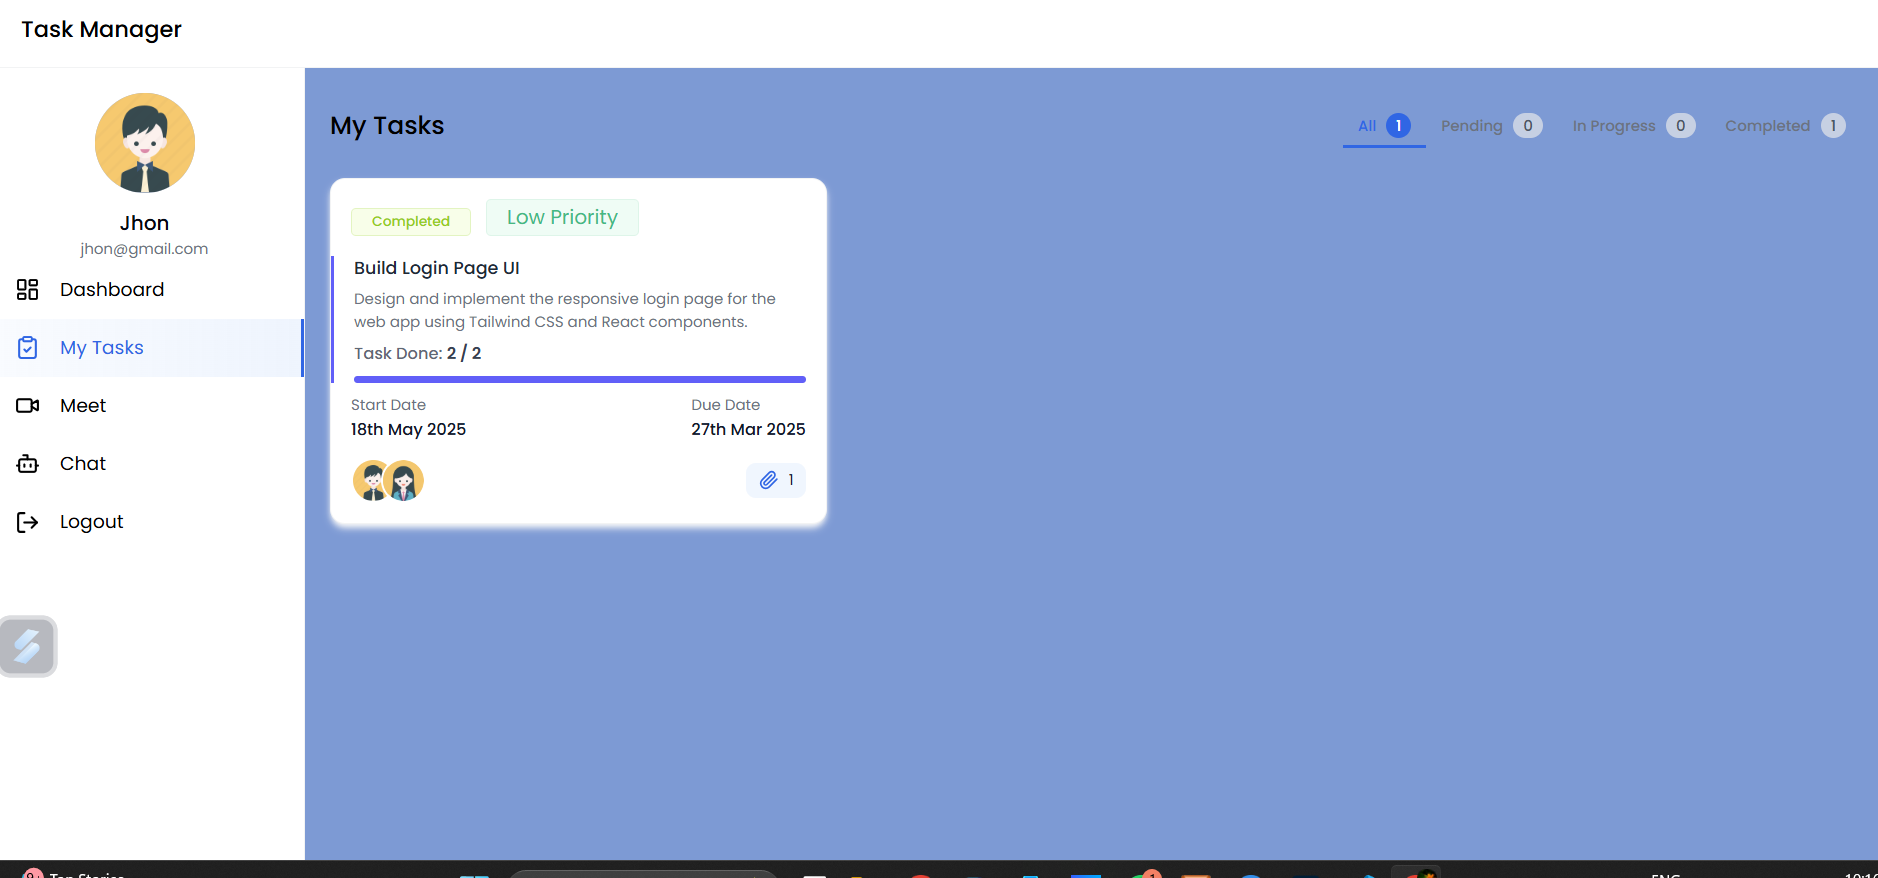 Task Manager
Jhon
jhon@gmail.com
Dashboard
My Tasks
Meet
Chat
Logout
My Tasks
All 1 Pending 0 In Progress 0 Completed 1
Completed Low Priority
Build Login Page UI
Design and implement the responsive login page for the
web app using Tailwind CSS and React components.
Task Done: 2 / 2
Start Date Due Date
18th May 2025 27th Mar 2025
1